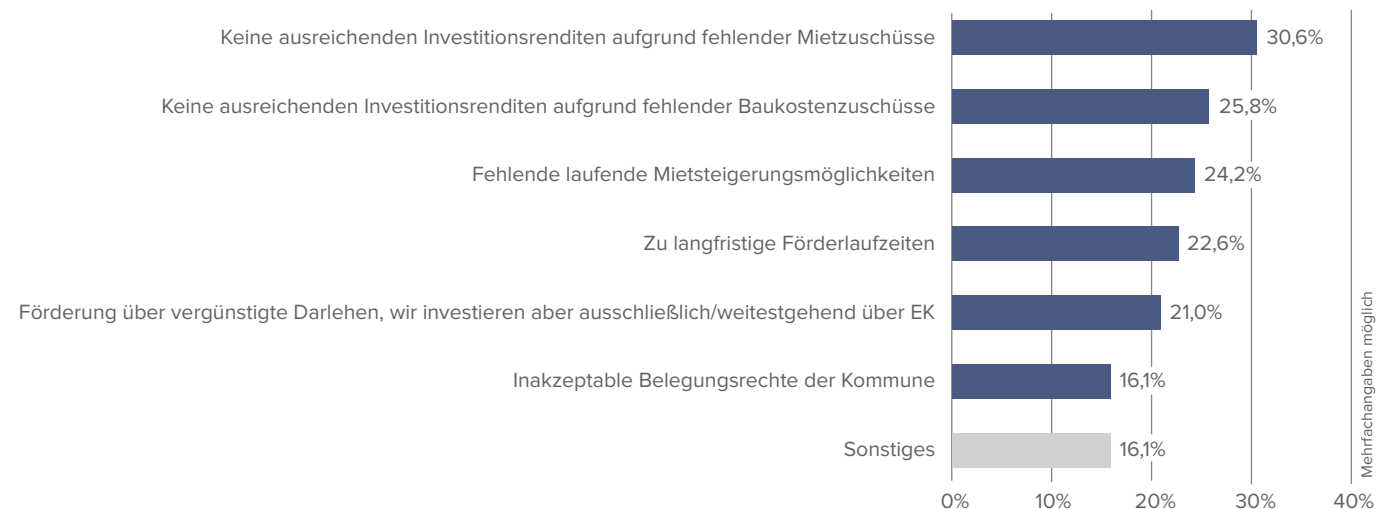 Keine ausreichenden Investitionsrenditen aufgrund fehlender Mietzuschüsse 30,6%
Keine ausreichenden Investitionsrenditen aufgrund fehlender Baukostenzuschüsse 25,8%
Fehlende laufende Mietsteigerungsmöglichkeiten 24,2%
Zu langfristige Förderlaufzeiten 22,6%
Förderung über vergünstigte Darlehen, wir investieren aber ausschließlich/weitestgehend über EK 21,0%
Inakzeptable Belegungsrechte der Kommune 16,1%
Sonstiges 16,1%
0% 10% 20% 30% 40%
Mehrfachangaben möglich